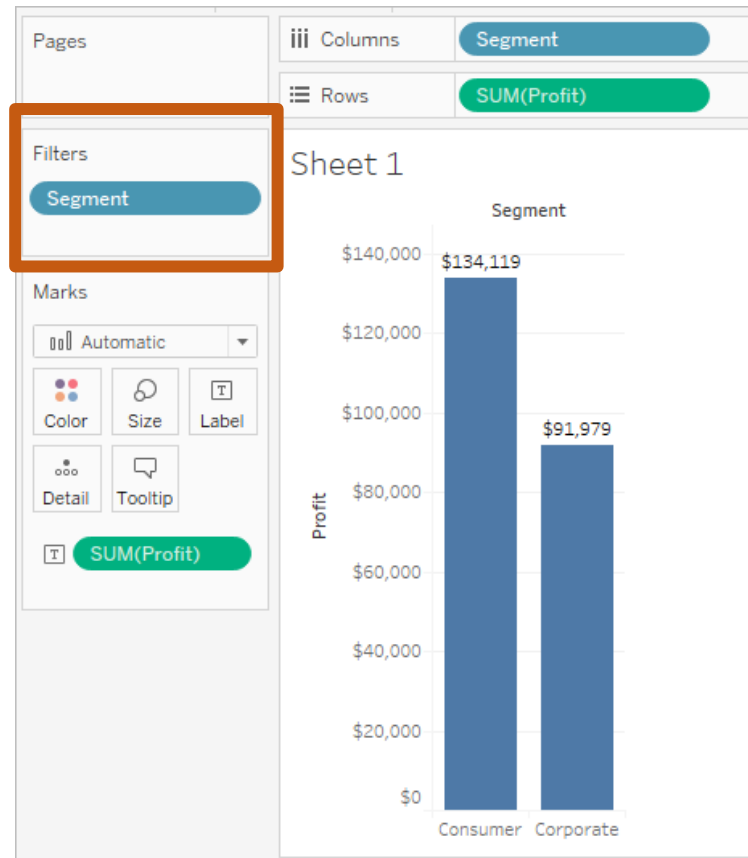 Pages
Columns
Segment
Rows
SUM(Profit)
Filters
Segment
Marks
Automatic
Color
Size
T
Label
Detail
Tooltip
T
SUM(Profit)
Sheet 1
Segment
Profit
$140,000
$134,119
$120,000
$100,000
$91,979
$80,000
$60,000
$40,000
$20,000
$0
Consumer Corporate